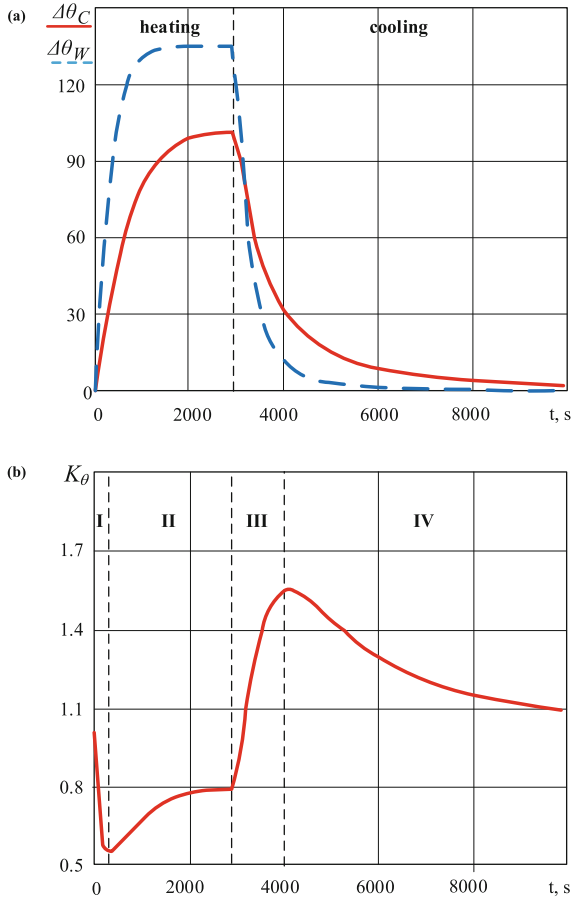 (a)
Δθ_C
Δθ_W
heating
cooling
120
90
60
30
0
0
2000
4000
6000
8000
t, s
(b)
K_θ
I
II
III
IV
1.7
1.4
1.1
0.8
0.5
0
2000
4000
6000
8000
t, s